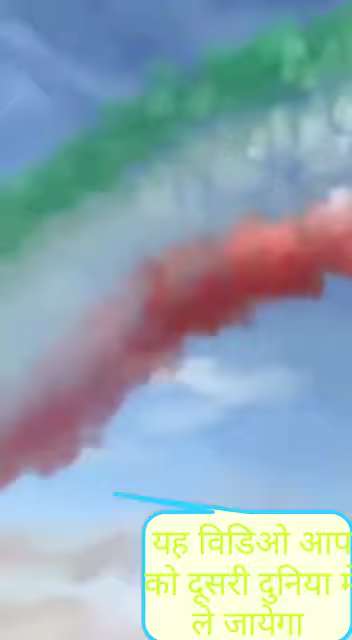 यह विडिओ आप
को दूसरी दुनिया में
ले जायेगा